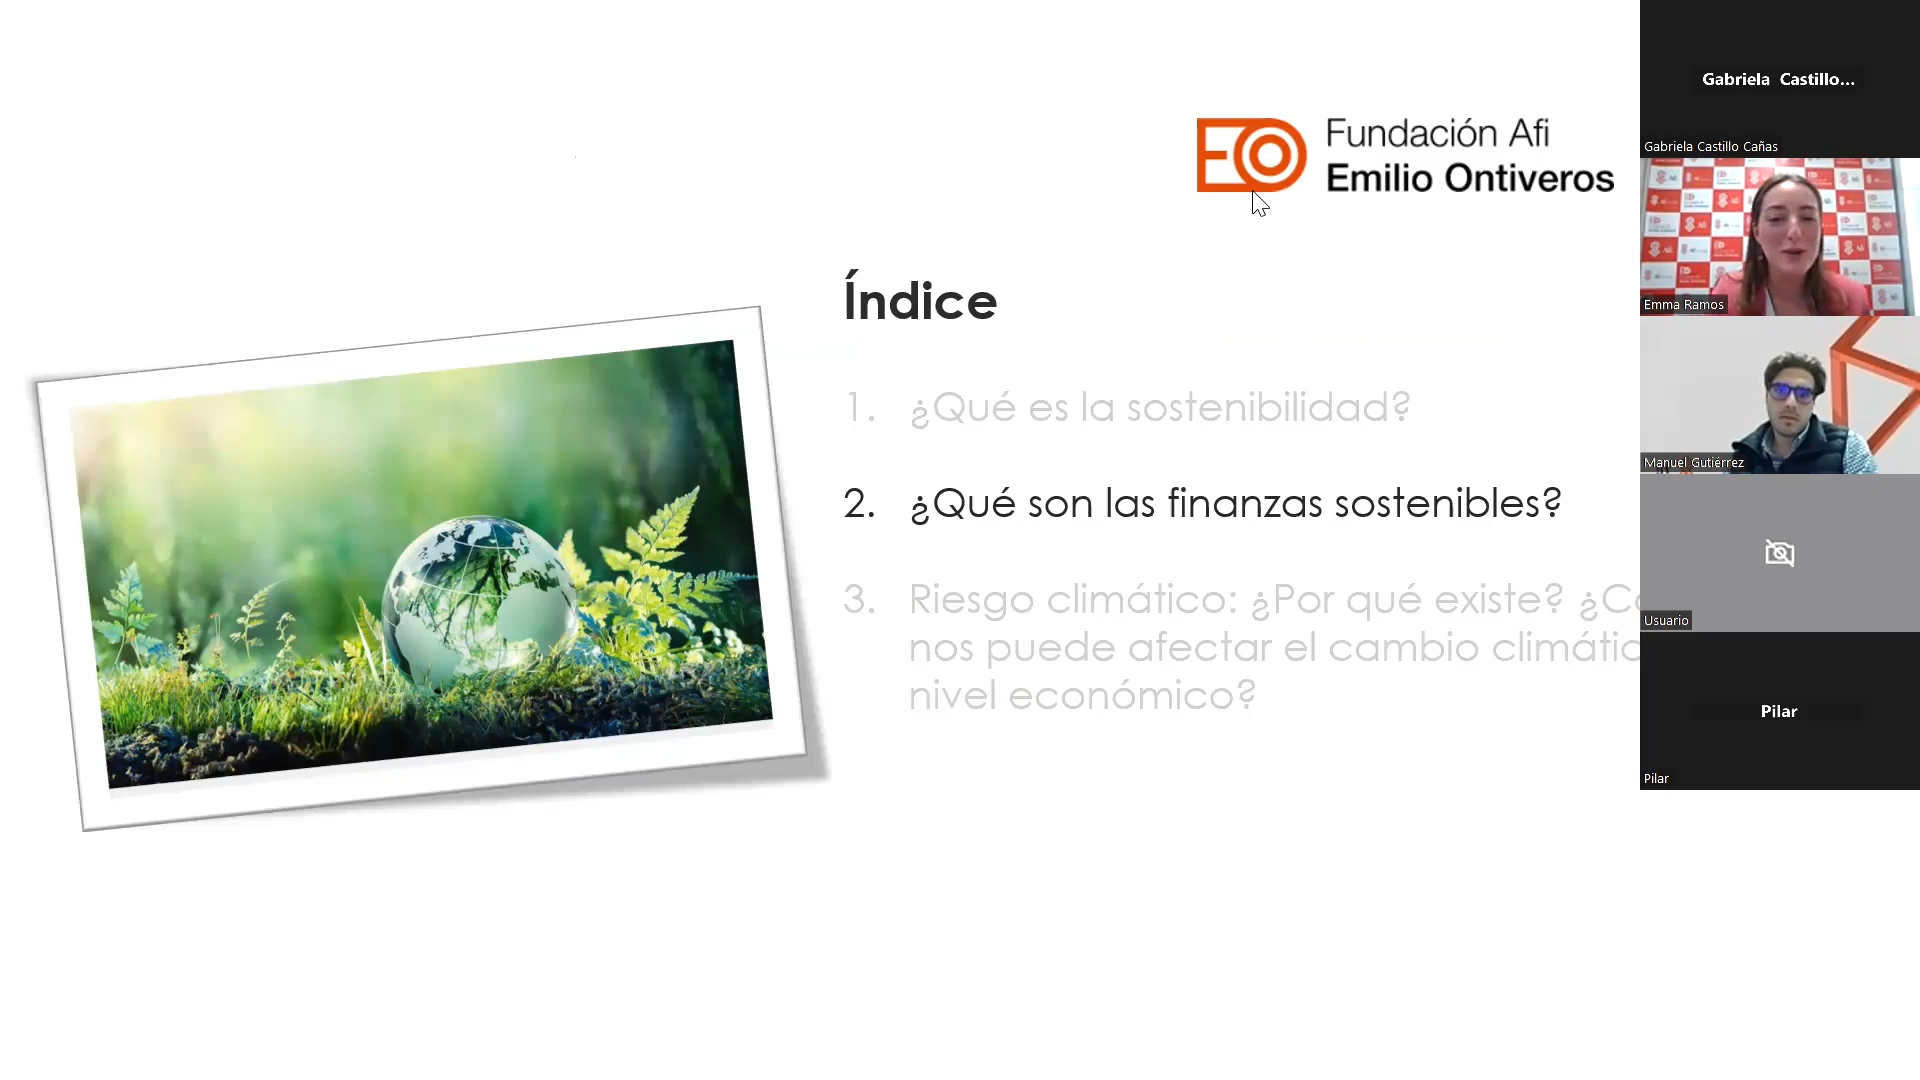 Fundación Afi
Emilio Ontiveros
Índice
1. ¿Qué es la sostenibilidad?
2. ¿Qué son las finanzas sostenibles?
3. Riesgo climático: ¿Por qué existe?
nos puede afectar el cambio
nivel económico?
Gabriela Castillo...
Gabriela Castillo Cañas
Emma Ramos
Manuel Gutiérrez
Usuario
Pilar
Pilar